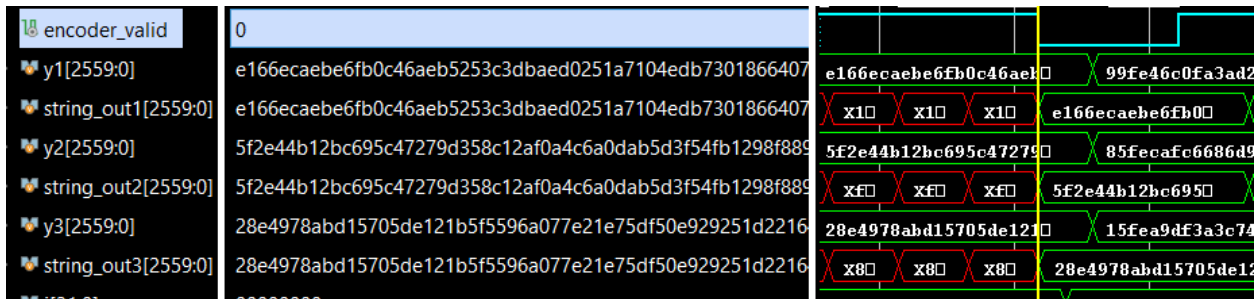 encoder_valid 0
y1[2559:0] e166ecaebe6fb0c46aeb5253c3dbaed0251a7104edb7301866407 e166ecaebe6fb0c46aeb 99fe46c0fa3ad2
string_out1[2559:0] e166ecaebe6fb0c46aeb5253c3dbaed0251a7104edb7301866407 X1 X1 X1 e166ecaebe6fb0
y2[2559:0] 5f2e44b12bc695c47279d358c12af0a4c6a0dab5d3f54fb1298f889 5f2e44b12bc695c47279 85fecafc6686d9
string_out2[2559:0] 5f2e44b12bc695c47279d358c12af0a4c6a0dab5d3f54fb1298f889 Xf Xf Xf 5f2e44b12bc695
y3[2559:0] 28e4978abd15705de121b5f5596a077e21e75df50e929251d2216 28e4978abd15705de121 15fea9df3a3c74
string_out3[2559:0] 28e4978abd15705de121b5f5596a077e21e75df50e929251d2216 X8 X8 X8 28e4978abd15705de12